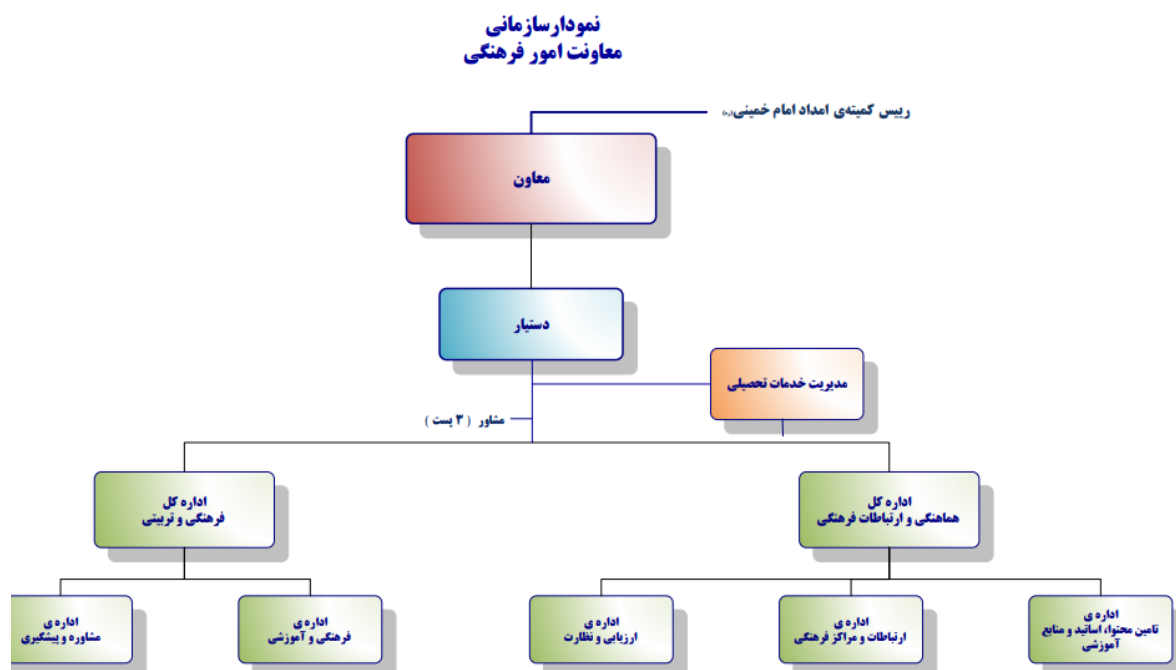 نمودارسازمانی
معاونت امور فرهنگی
رییس کمیته‌ی امداد امام خمینی(ره)
معاون
دستیار
مدیریت خدمات تحصیلی
مشاور ( ۳ پست )
اداره کل
هماهنگی و ارتباطات فرهنگی
اداره کل
فرهنگی و تربیتی
اداره ی
تامین محتوا، اساتید و منابع
آموزشی
اداره ی
ارتباطات و مراکز فرهنگی
اداره ی
ارزیابی و نظارت
اداره ی
فرهنگی و آموزشی
اداره ی
مشاوره و پیشگیری